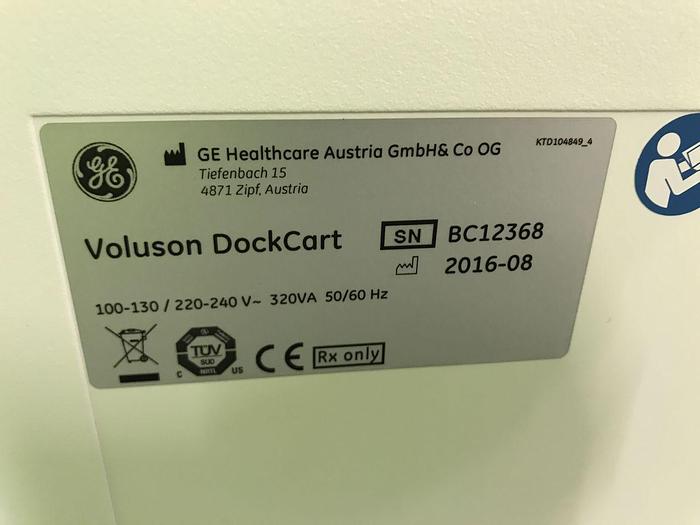 GE
GE Healthcare Austria GmbH& Co OG
KTD104849_4
Tiefenbach 15
4871 Zipf, Austria
Voluson DockCart
SN BC12368
2016-08
100-130 / 220-240 V~ 320VA 50/60 Hz
TÜV
SÜD
NRTL
C US
CE
Rx only